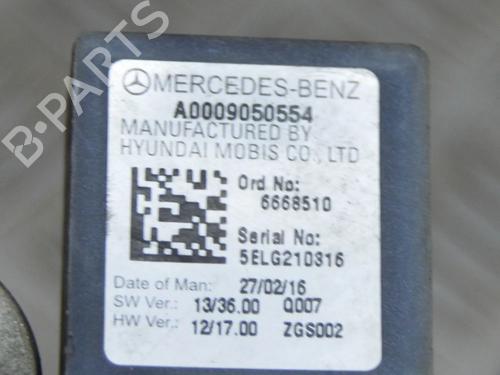 B-PARTS
MERCEDES-BENZ
A0009050554
MANUFACTURED BY
HYUNDAI MOBIS CO., LTD
Ord No:
6668510
Serial No:
5ELG210316
Date of Man: 27/02/16
SW Ver.: 13/36.00 Q007
HW Ver.: 12/17.00 ZGS002